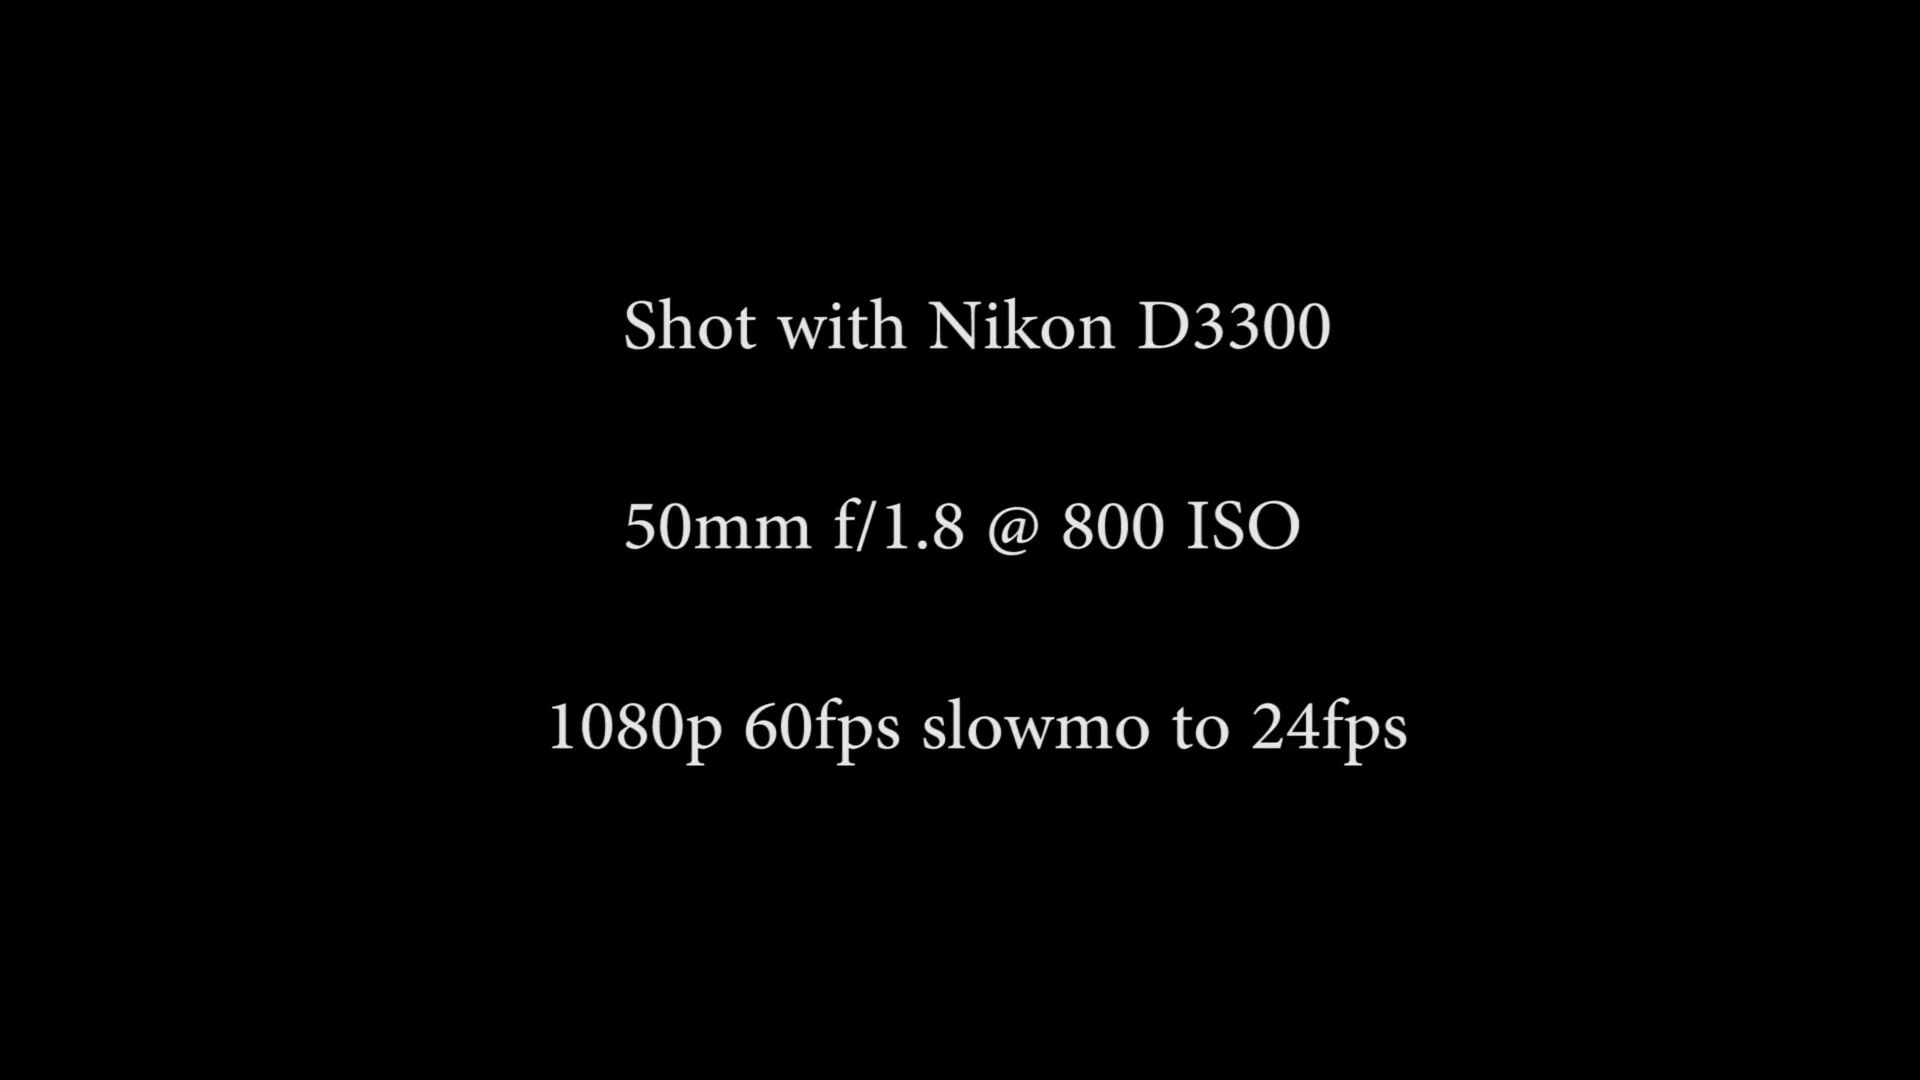 Shot with Nikon D3300
50mm f/1.8 @ 800 ISO
1080p 60fps slowmo to 24fps